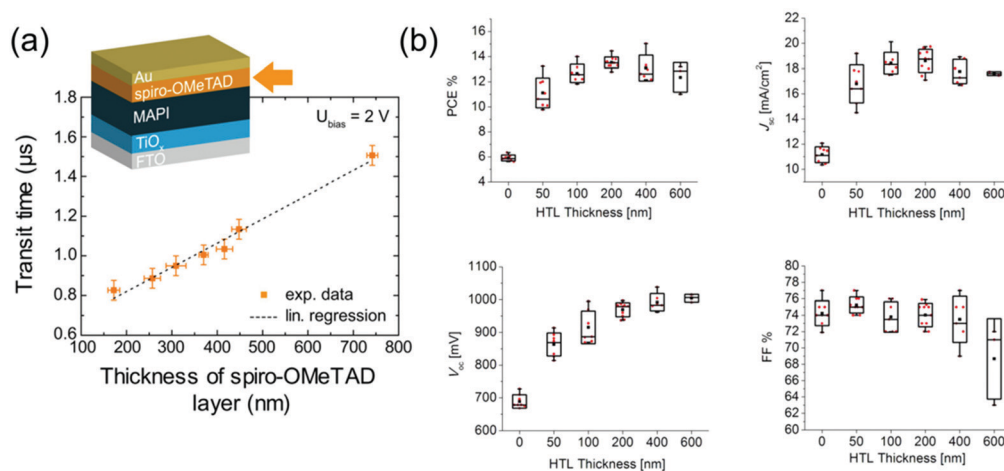 (a)
Au
spiro-OMeTAD
MAPI
TiOₓ
FTO
U_bias = 2 V
1.8
1.6
1.4
1.2
1.0
0.8
0.6
Transit time (µs)
exp. data
lin. regression
100 200 300 400 500 600 700 800
Thickness of spiro-OMeTAD
layer (nm)
(b)
PCE %
16
14
12
10
8
6
4
0 50 100 200 400 600
HTL Thickness [nm]
J_sc [mA/cm²]
20
18
16
14
12
10
0 50 100 200 400 600
HTL Thickness [nm]
V_oc [mV]
1100
1000
900
800
700
600
0 50 100 200 400 600
HTL Thickness [nm]
FF %
78
76
74
72
70
68
66
64
62
60
0 50 100 200 400 600
HTL Thickness [nm]